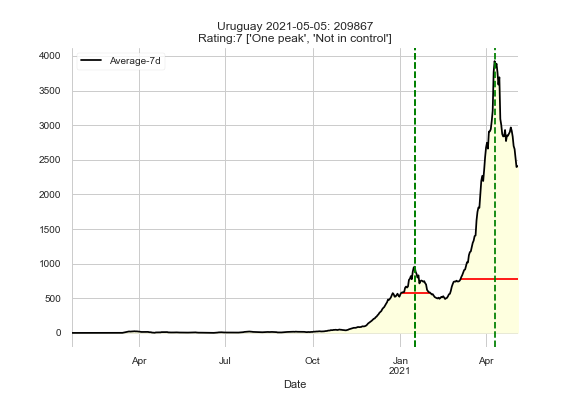 Uruguay 2021-05-05: 209867
Rating:7 ['One peak', 'Not in control']
Average-7d
4000
3500
3000
2500
2000
1500
1000
500
0
Apr
Jul
Oct
Jan
2021
Apr
Date